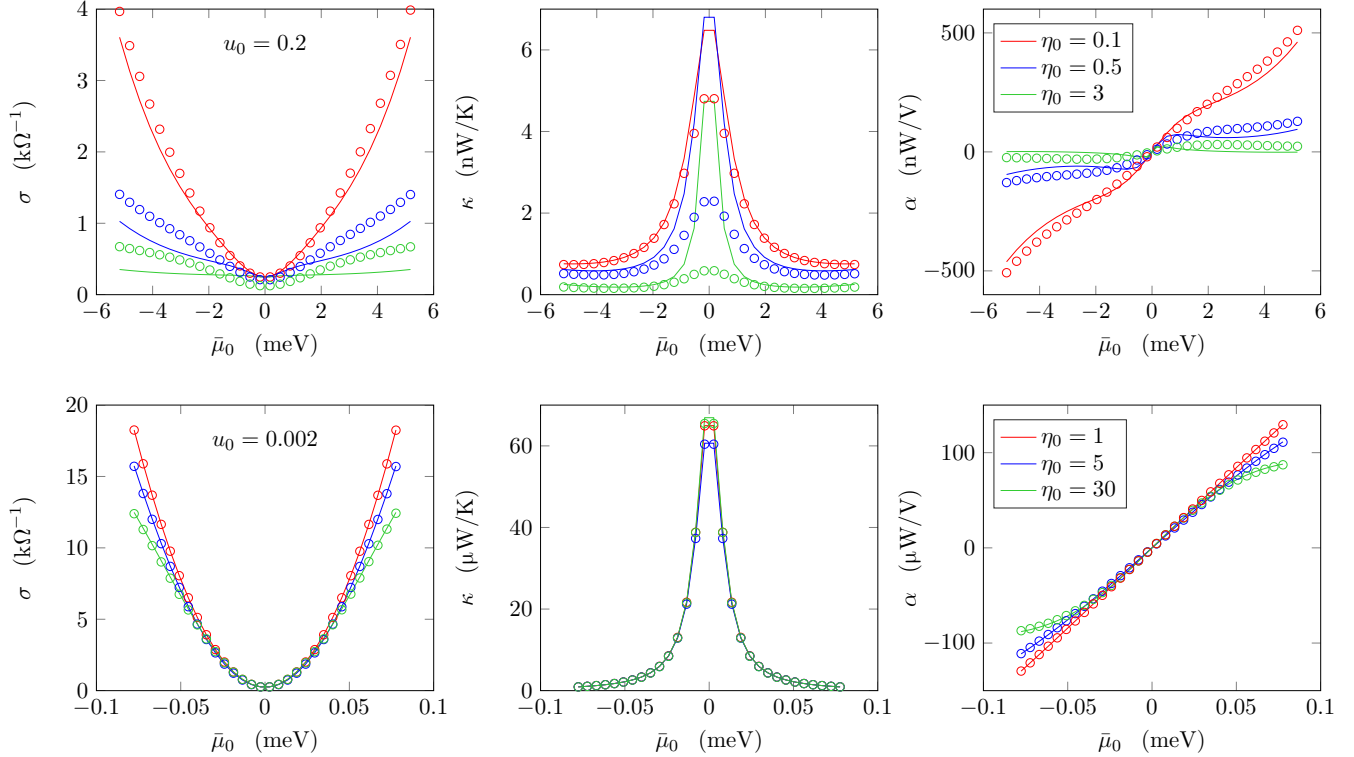 4
3
2
1
0
σ (kΩ⁻¹)
u₀ = 0.2
−6 −4 −2 0 2 4 6
μ̄₀ (meV)
6
4
2
0
κ (nW/K)
−6 −4 −2 0 2 4 6
μ̄₀ (meV)
500
0
−500
α (nW/V)
η₀ = 0.1
η₀ = 0.5
η₀ = 3
−6 −4 −2 0 2 4 6
μ̄₀ (meV)
20
15
10
5
0
σ (kΩ⁻¹)
u₀ = 0.002
−0.1 −0.05 0 0.05 0.1
μ̄₀ (meV)
60
40
20
0
κ (μW/K)
−0.1 −0.05 0 0.05 0.1
μ̄₀ (meV)
100
0
−100
α (μW/V)
η₀ = 1
η₀ = 5
η₀ = 30
−0.1 −0.05 0 0.05 0.1
μ̄₀ (meV)